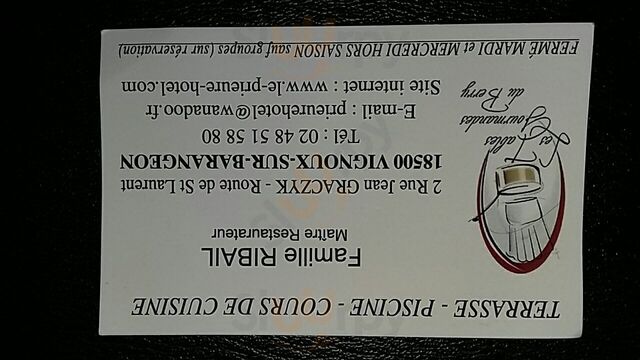 TERRASSE - PISCINE - COURS DE CUISINE
Famille RIBAIL
Maître Restaurateur
2 Rue Jean GRACZYK - Route de St Laurent
18500 VIGNOUX-SUR-BARANGEON
Tél : 02 48 51 58 80
E-mail : prieurehotel@wanadoo.fr
Site internet : www.le-prieure-hotel.com
FERMÉ MARDI et MERCREDI HORS SAISON sauf groupes (sur réservation)
Les Tables
Gourmandes
du Berry